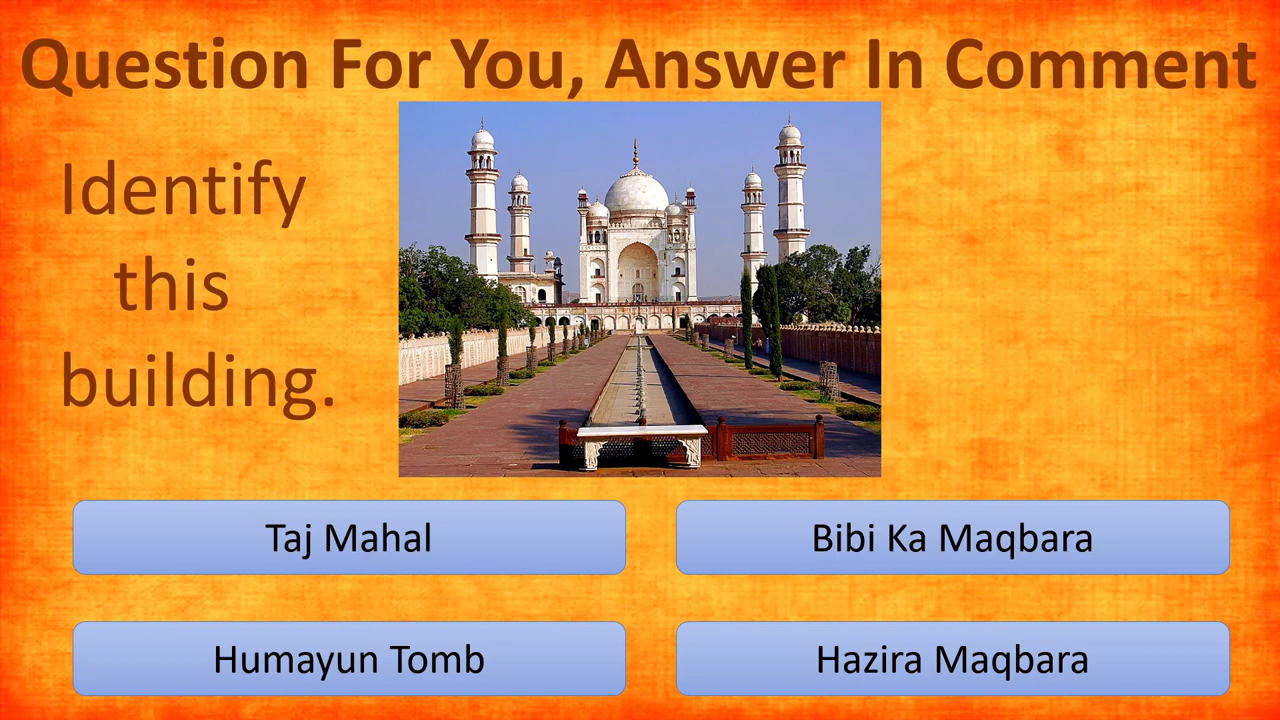 Question For You, Answer In Comment
Identify
this
building.
Taj Mahal
Bibi Ka Maqbara
Humayun Tomb
Hazira Maqbara